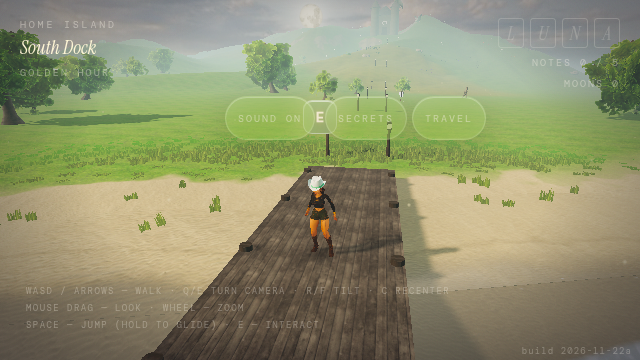 HOME ISLAND
South Dock
GOLDEN HOUR
L U N A
NOTES
MOONS
SOUND ON
E
SECRETS
TRAVEL
WASD / ARROWS — WALK · Q/E TURN CAMERA · R/F TILT · C RECENTER
MOUSE DRAG — LOOK · WHEEL — ZOOM
SPACE — JUMP (HOLD TO GLIDE) · E — INTERACT
build 2026-11-22a